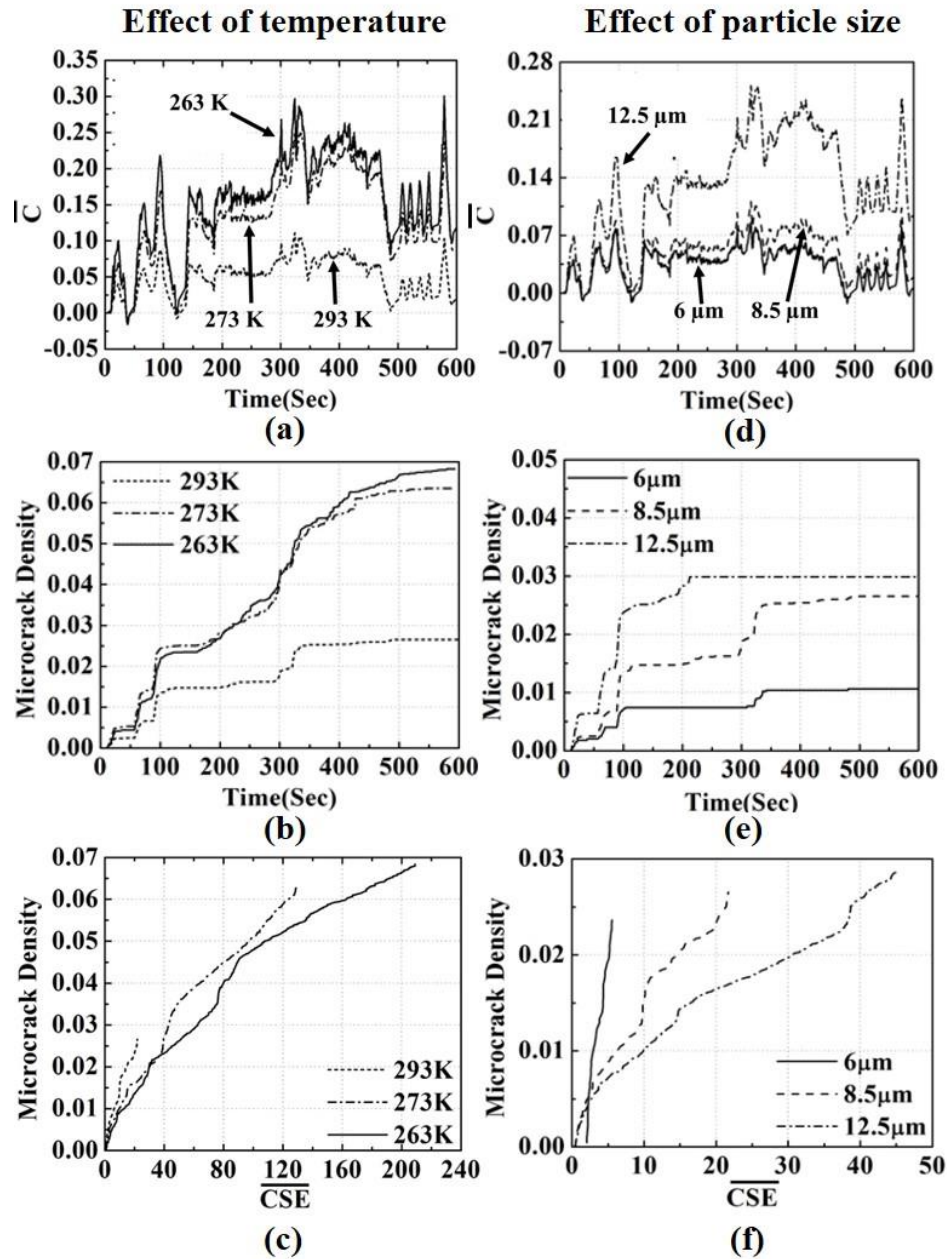 Effect of temperature
Effect of particle size
0.35
0.30
0.25
0.20
0.15
0.10
0.05
0.00
-0.05
C
263 K
273 K
293 K
0 100 200 300 400 500 600
Time(Sec)
(a)
0.28
0.21
0.14
0.07
0.00
-0.07
C
12.5 μm
6 μm
8.5 μm
0 100 200 300 400 500 600
Time(Sec)
(d)
0.07
0.06
0.05
0.04
0.03
0.02
0.01
0.00
Microcrack Density
293K
273K
263K
0 100 200 300 400 500 600
Time(Sec)
(b)
0.05
0.04
0.03
0.02
0.01
0.00
Microcrack Density
6μm
8.5μm
12.5μm
0 100 200 300 400 500 600
Time(Sec)
(e)
0.07
0.06
0.05
0.04
0.03
0.02
0.01
0.00
Microcrack Density
293K
273K
263K
0 40 80 120 160 200 240
CSE
(c)
0.03
0.02
0.01
0.00
Microcrack Density
6μm
8.5μm
12.5μm
0 10 20 30 40 50
CSE
(f)